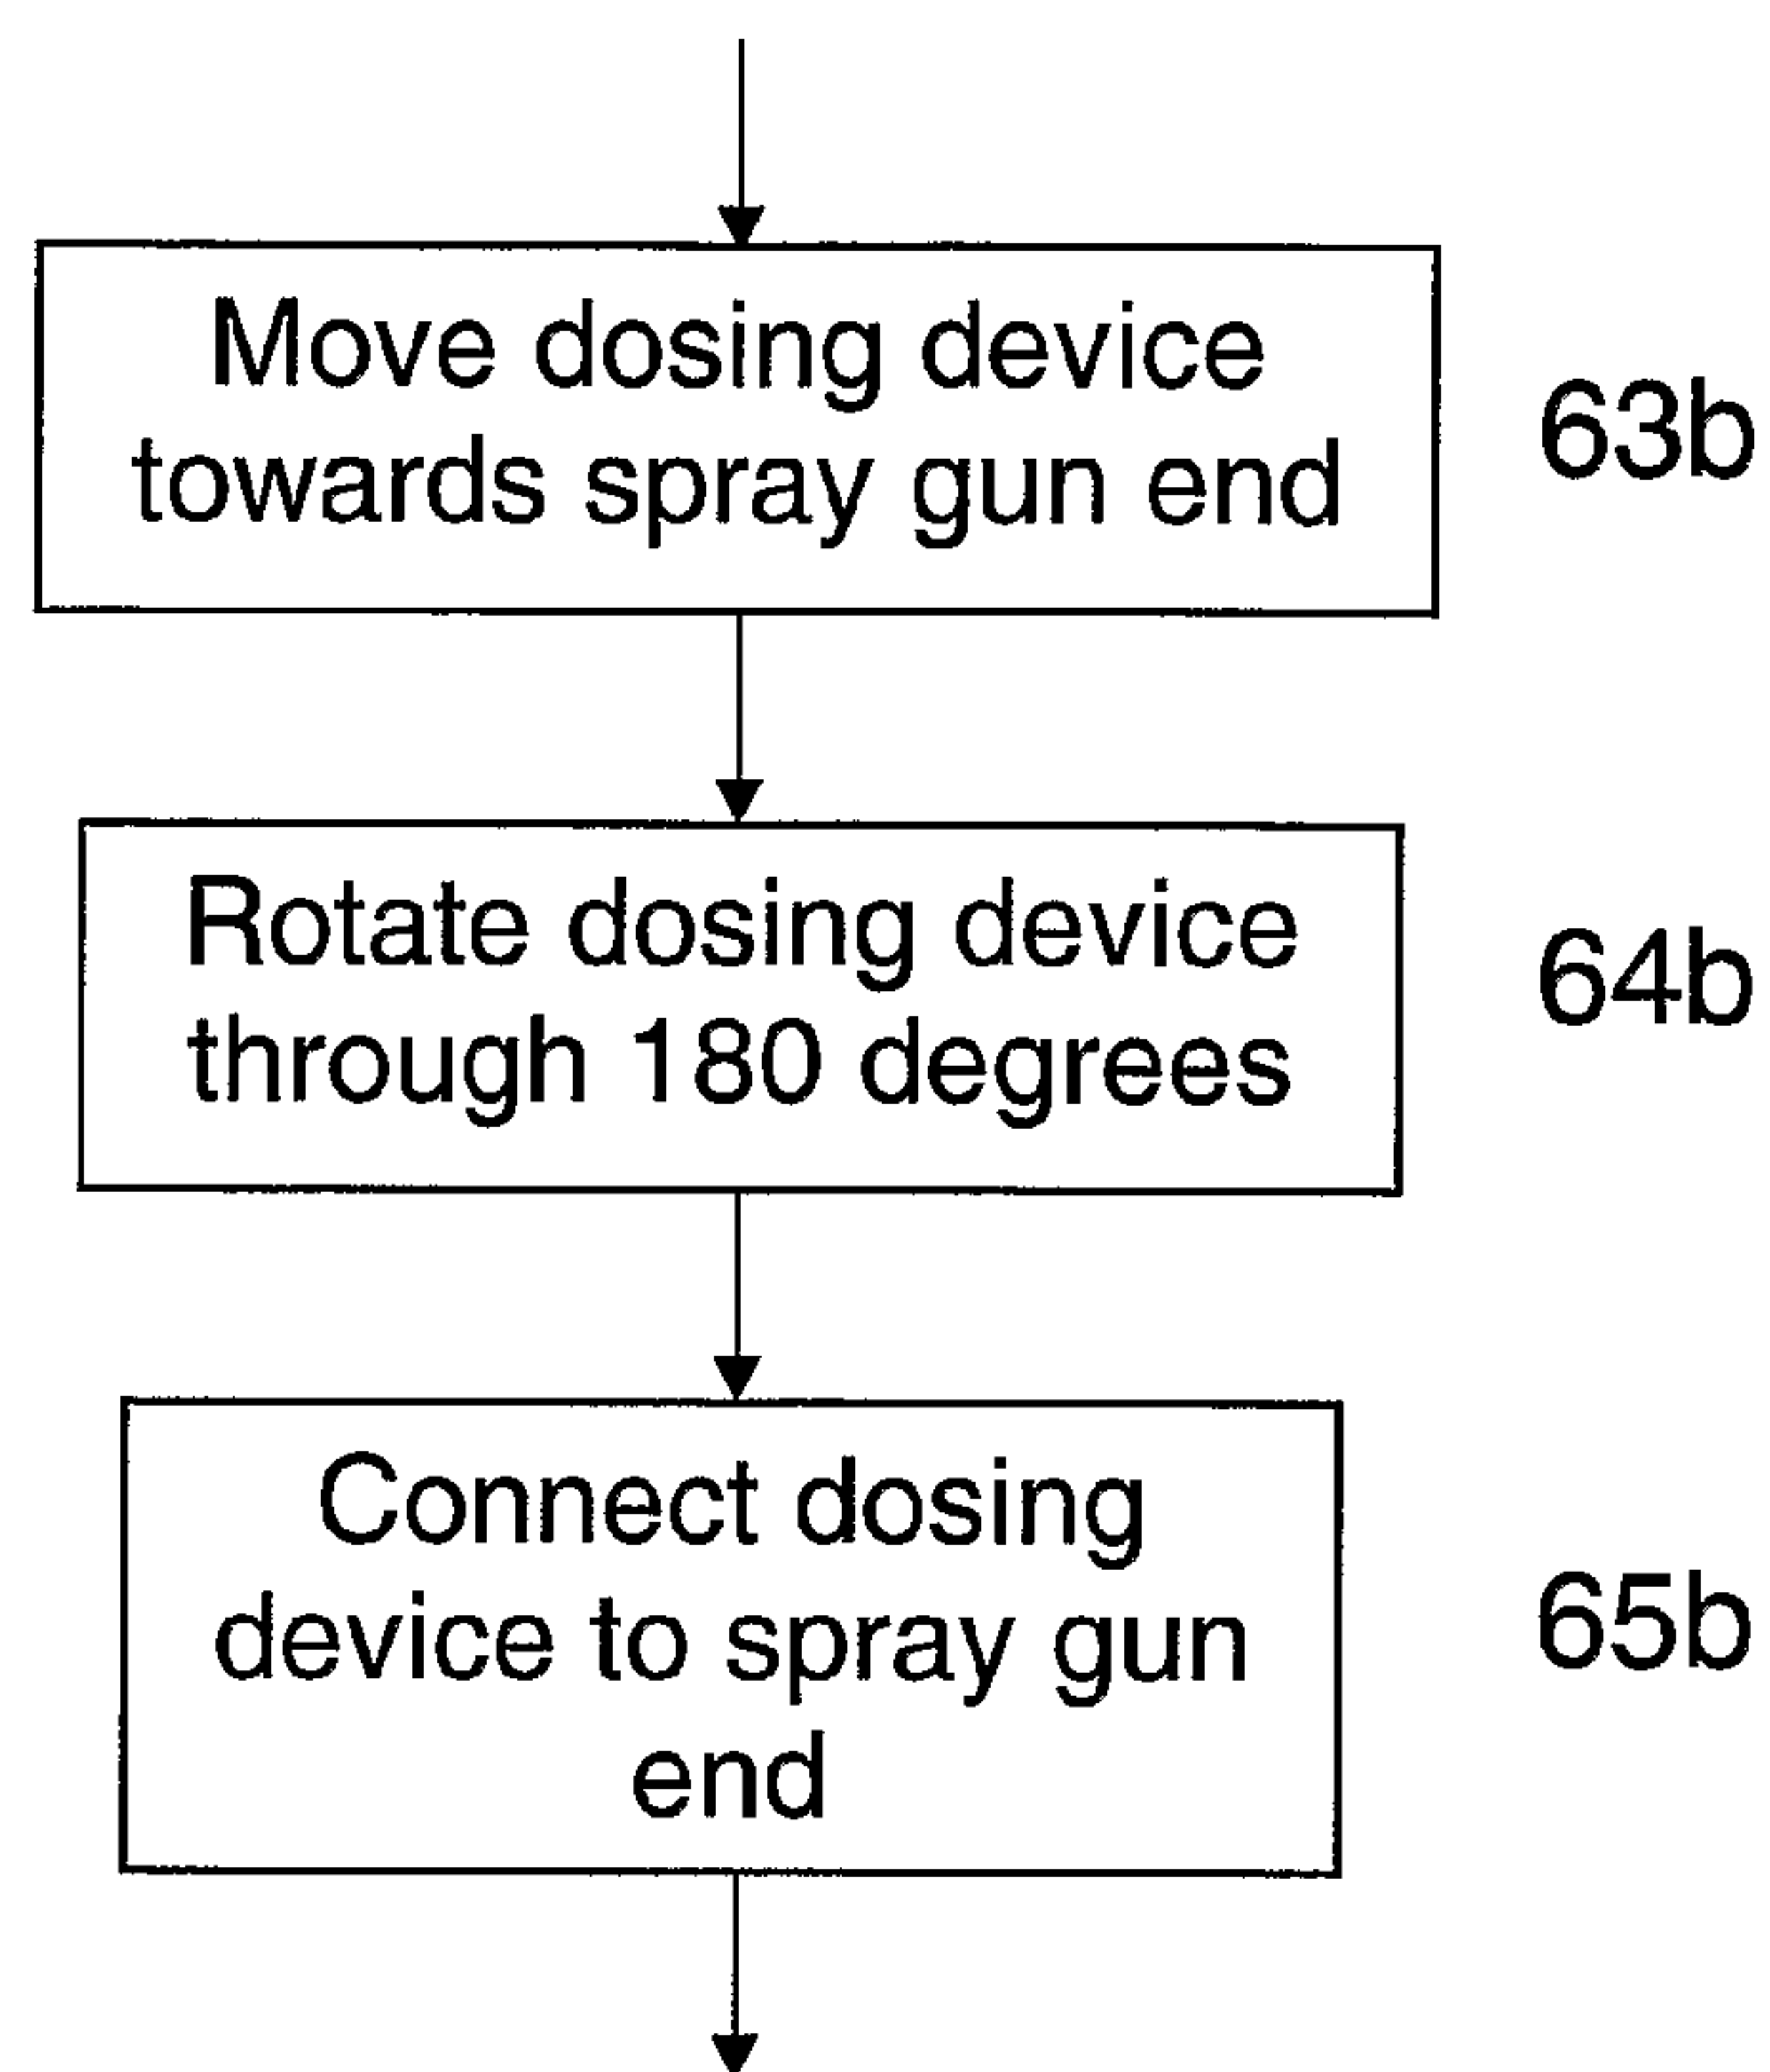 Move dosing device
towards spray gun end
63b
Rotate dosing device
through 180 degrees
64b
Connect dosing
device to spray gun
end
65b